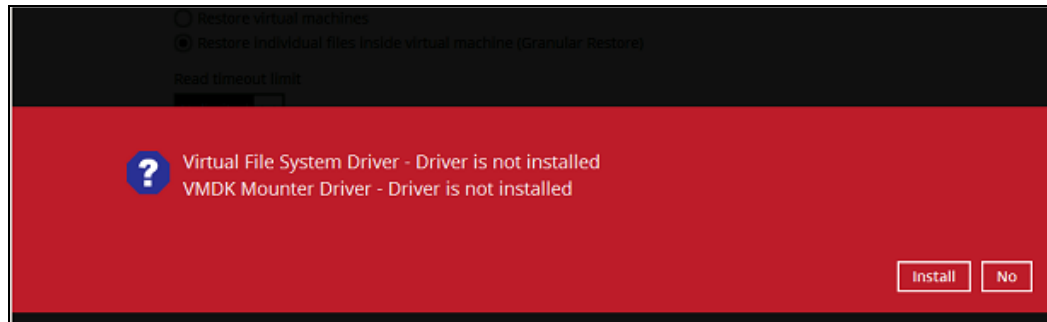 Restore virtual machines
Restore individual files inside virtual machine (Granular Restore)
Read timeout limit
?
Virtual File System Driver - Driver is not installed
VMDK Mounter Driver - Driver is not installed
Install No